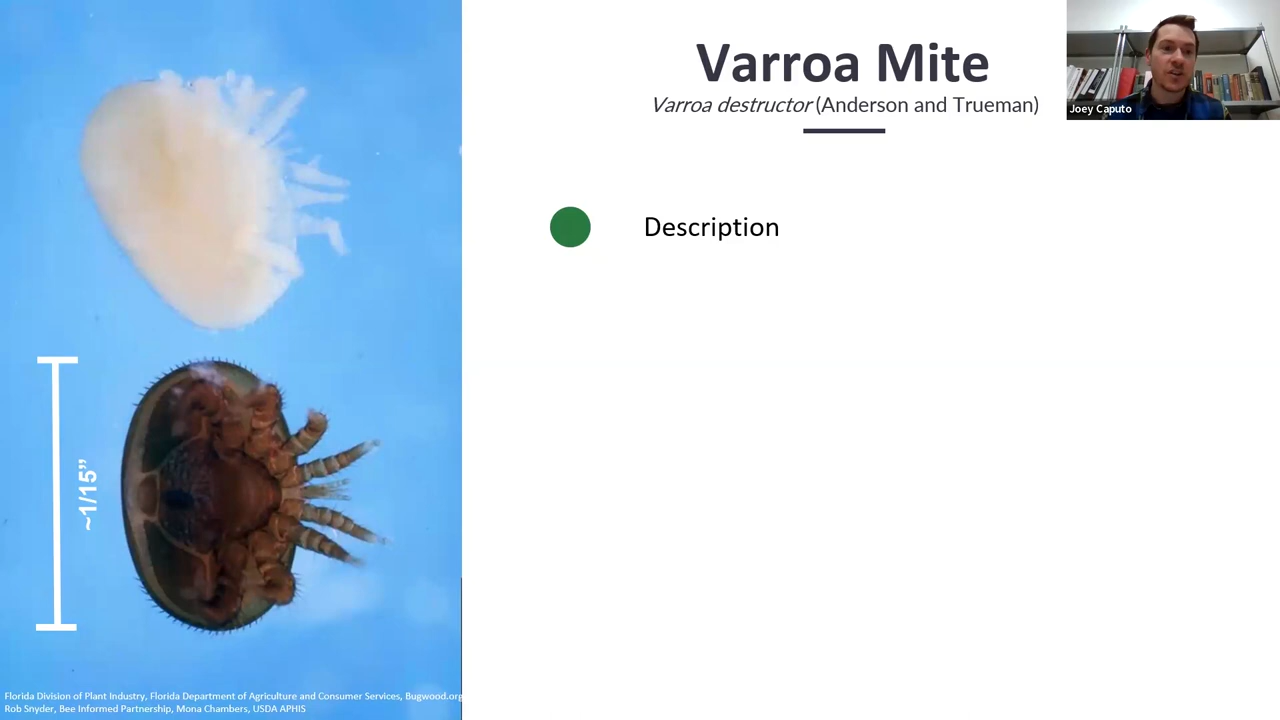 Varroa Mite
Varroa destructor (Anderson and Trueman)
Joey Caputo
Description
~1/15”
Florida Division of Plant Industry, Florida Department of Agriculture and Consumer Services, Bugwood.org
Rob Snyder, Bee Informed Partnership, Mona Chambers, USDA APHIS